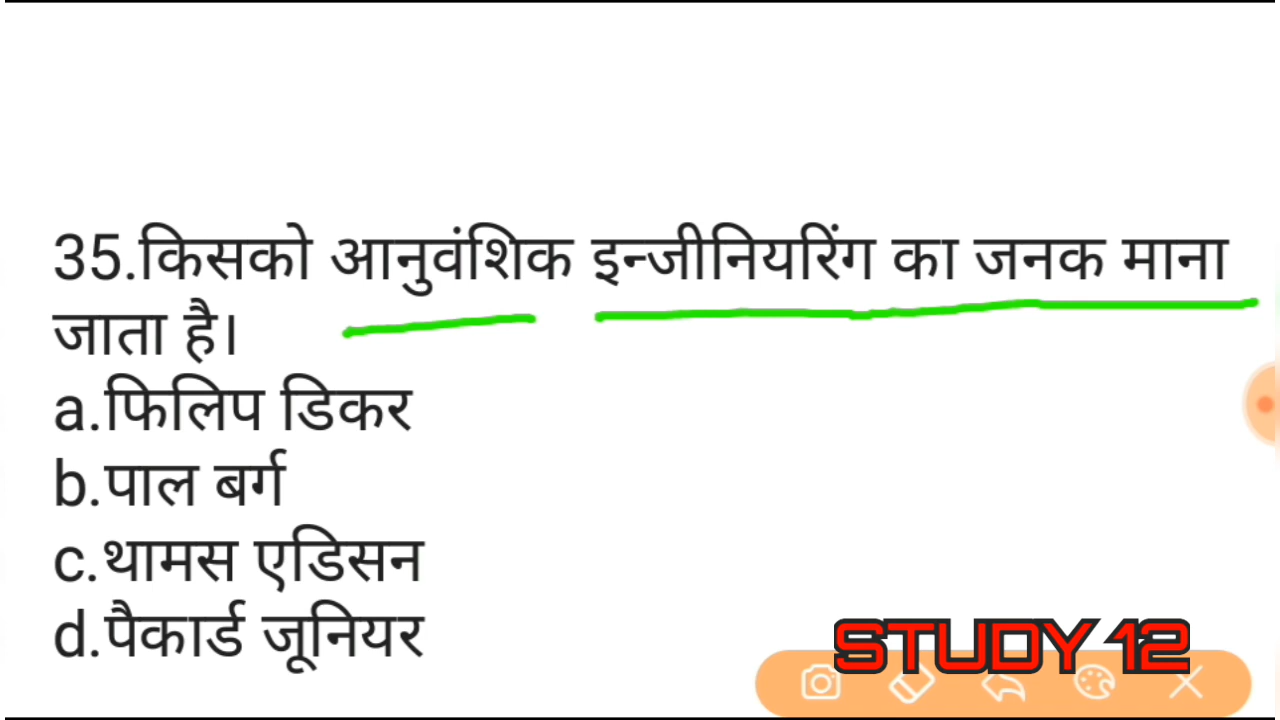 35.किसको आनुवंशिक इन्जीनियरिंग का जनक माना
जाता है।
a.फिलिप डिकर
b.पाल बर्ग
c.थामस एडिसन
d.पैकार्ड जूनियर
STUDY 12